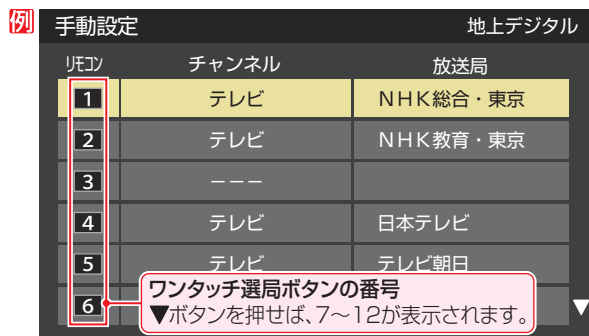 例
手動設定 地上デジタル
リモコン チャンネル 放送局
1 テレビ NHK総合・東京
2 テレビ NHK教育・東京
3 −−−
4 テレビ 日本テレビ
5 テレビ テレビ朝日
6
ワンタッチ選局ボタンの番号
▼ボタンを押せば、7〜12が表示されます。
▼